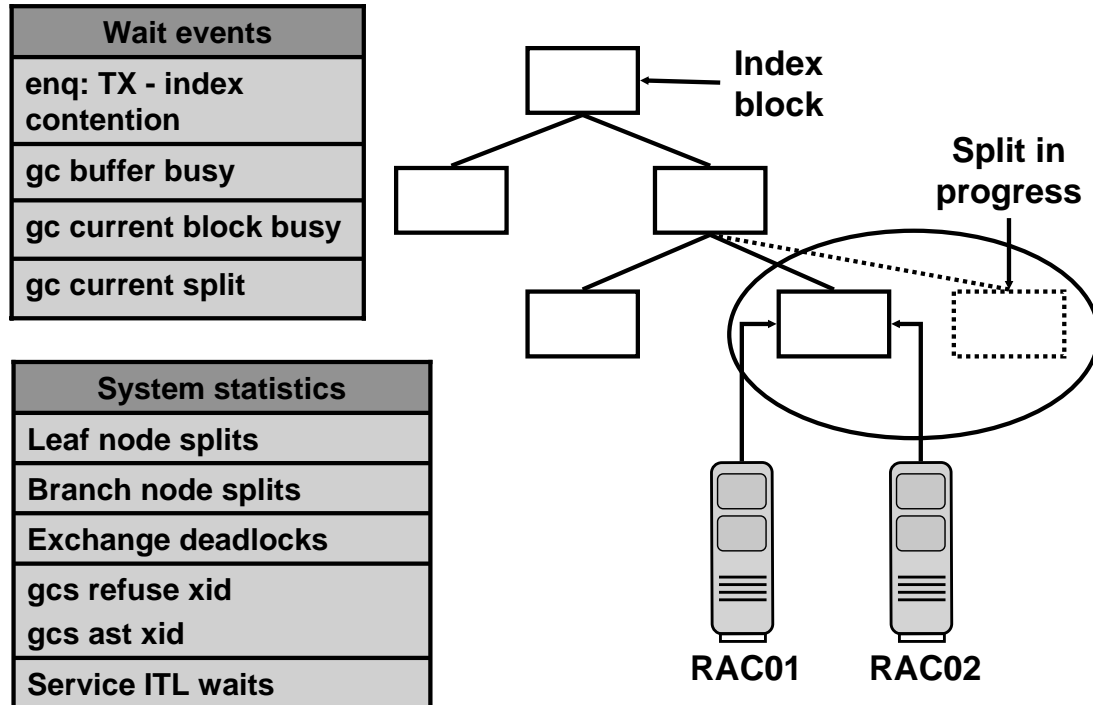 Wait events
enq: TX - index
contention
gc buffer busy
gc current block busy
gc current split
System statistics
Leaf node splits
Branch node splits
Exchange deadlocks
gcs refuse xid
gcs ast xid
Service ITL waits
Index
block
Split in
progress
RAC01
RAC02